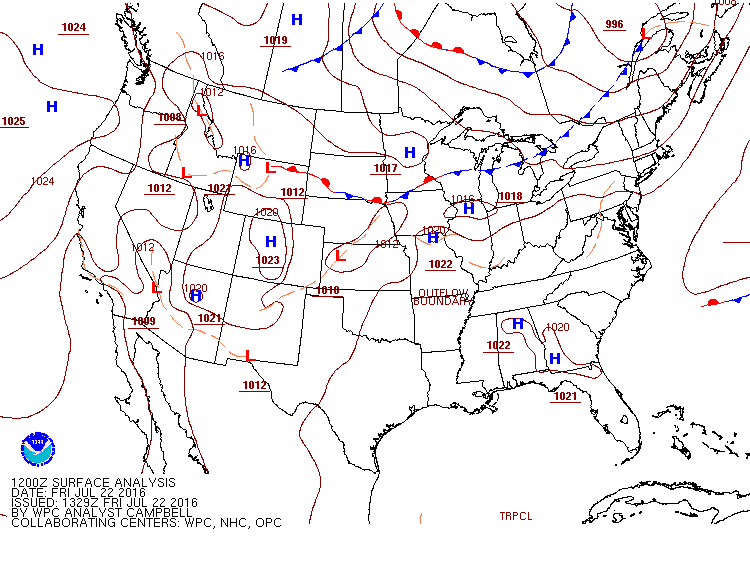 1008
1024
996
H
1019
H
L
H
1016
1012
H
1025
1008
L
1016
H
H
1017
L
L
1024
1012
1021
1012
1018
1016
H
1020
1020
H
H
1012
1012
L
1023
1022
1020
L
H
1010
OUTFLOW
BOUNDARY
1009
1021
H
1020
H
1022
L
1012
1021
1200Z SURFACE ANALYSIS
DATE: FRI JUL 22 2016
ISSUED: 1329Z FRI JUL 22 2016
BY WPC ANALYST CAMPBELL
COLLABORATING CENTERS: WPC, NHC, OPC
TRPCL